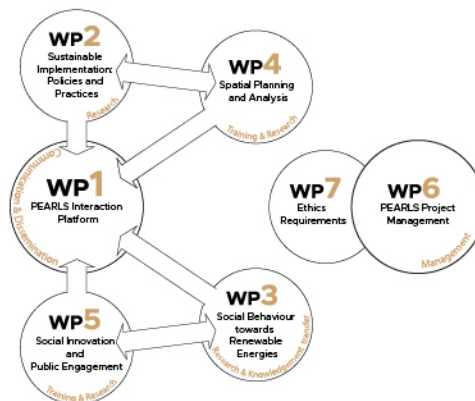 WP2
Sustainable
Implementation:
Policies and
Practices
Research
WP4
Spatial Planning
and Analysis
Training & Research
WP1
PEARLS Interaction
Platform
Communication & Dissemination
WP7
Ethics
Requirements
WP6
PEARLS Project
Management
Management
WP5
Social Innovation
and
Public Engagement
Training & Research
WP3
Social Behaviour
towards
Renewable
Energies
Research & Knowledgement transfer